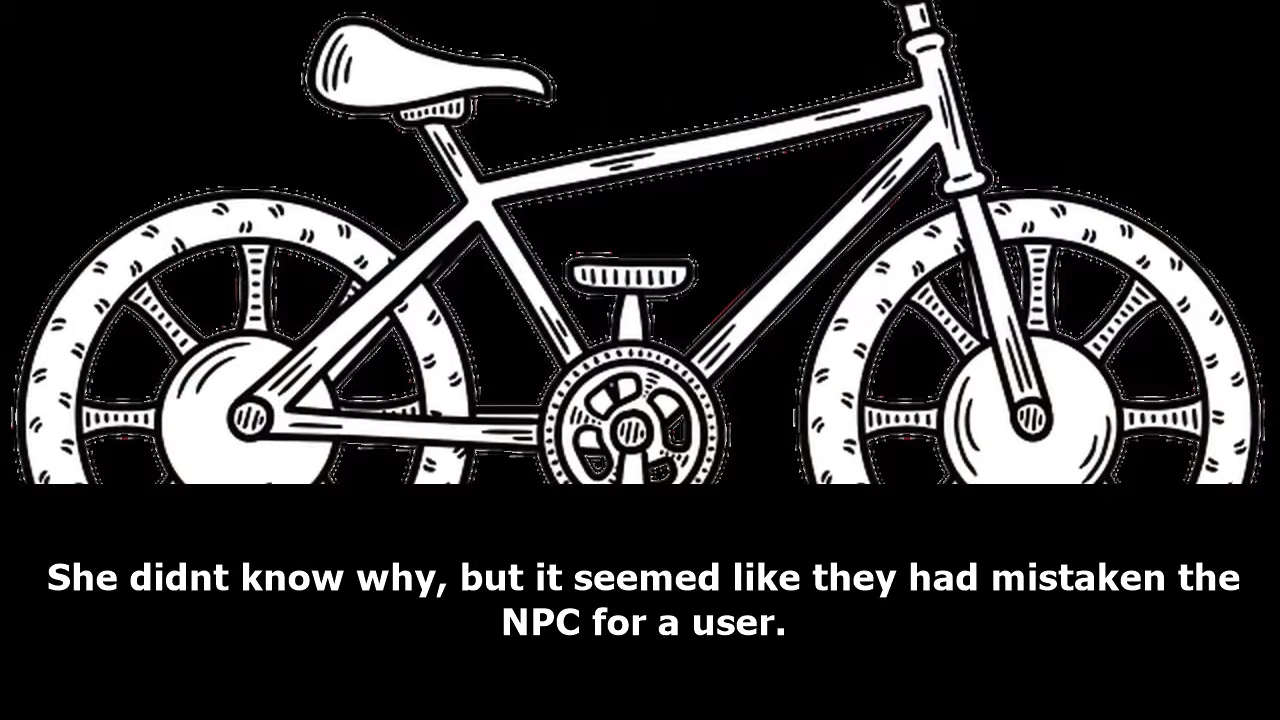 She didnt know why, but it seemed like they had mistaken the
NPC for a user.